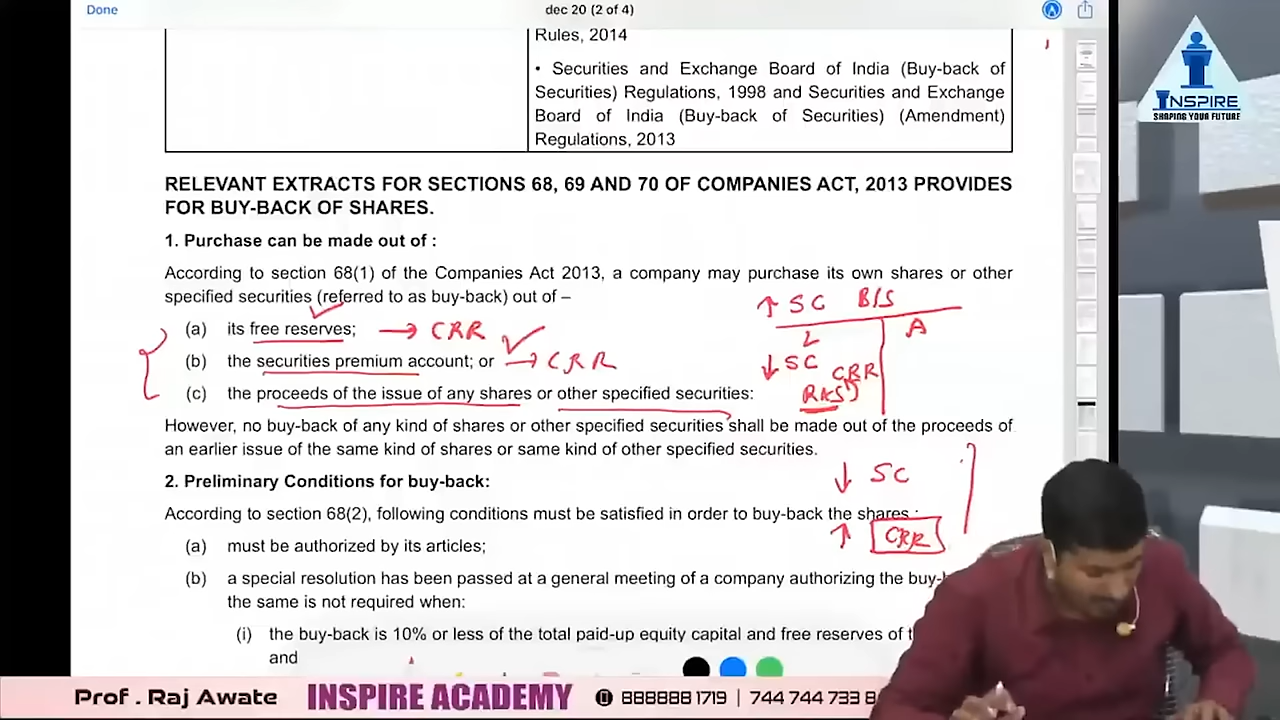 Done
dec 20 (2 of 4)
Rules, 2014
• Securities and Exchange Board of India (Buy-back of
Securities) Regulations, 1998 and Securities and Exchange
Board of India (Buy-back of Securities) (Amendment)
Regulations, 2013
INSPIRE
SHAPING YOUR FUTURE
RELEVANT EXTRACTS FOR SECTIONS 68, 69 AND 70 OF COMPANIES ACT, 2013 PROVIDES
FOR BUY-BACK OF SHARES.
1. Purchase can be made out of :
According to section 68(1) of the Companies Act 2013, a company may purchase its own shares or other
specified securities (referred to as buy-back) out of –
↑ SC B/S
(a) its free reserves; → CRR
L A
(b) the securities premium account; or → CRR
↓ SC CRR
(c) the proceeds of the issue of any shares or other specified securities:
However, no buy-back of any kind of shares or other specified securities shall be made out of the proceeds of
an earlier issue of the same kind of shares or same kind of other specified securities.
↓ SC
2. Preliminary Conditions for buy-back:
According to section 68(2), following conditions must be satisfied in order to buy-back the shares :
↑ CRR
(a) must be authorized by its articles;
(b) a special resolution has been passed at a general meeting of a company authorizing the buy-
the same is not required when:
(i) the buy-back is 10% or less of the total paid-up equity capital and free reserves of
and
Prof . Raj Awate INSPIRE ACADEMY 888888 1719 | 744 744 733 8